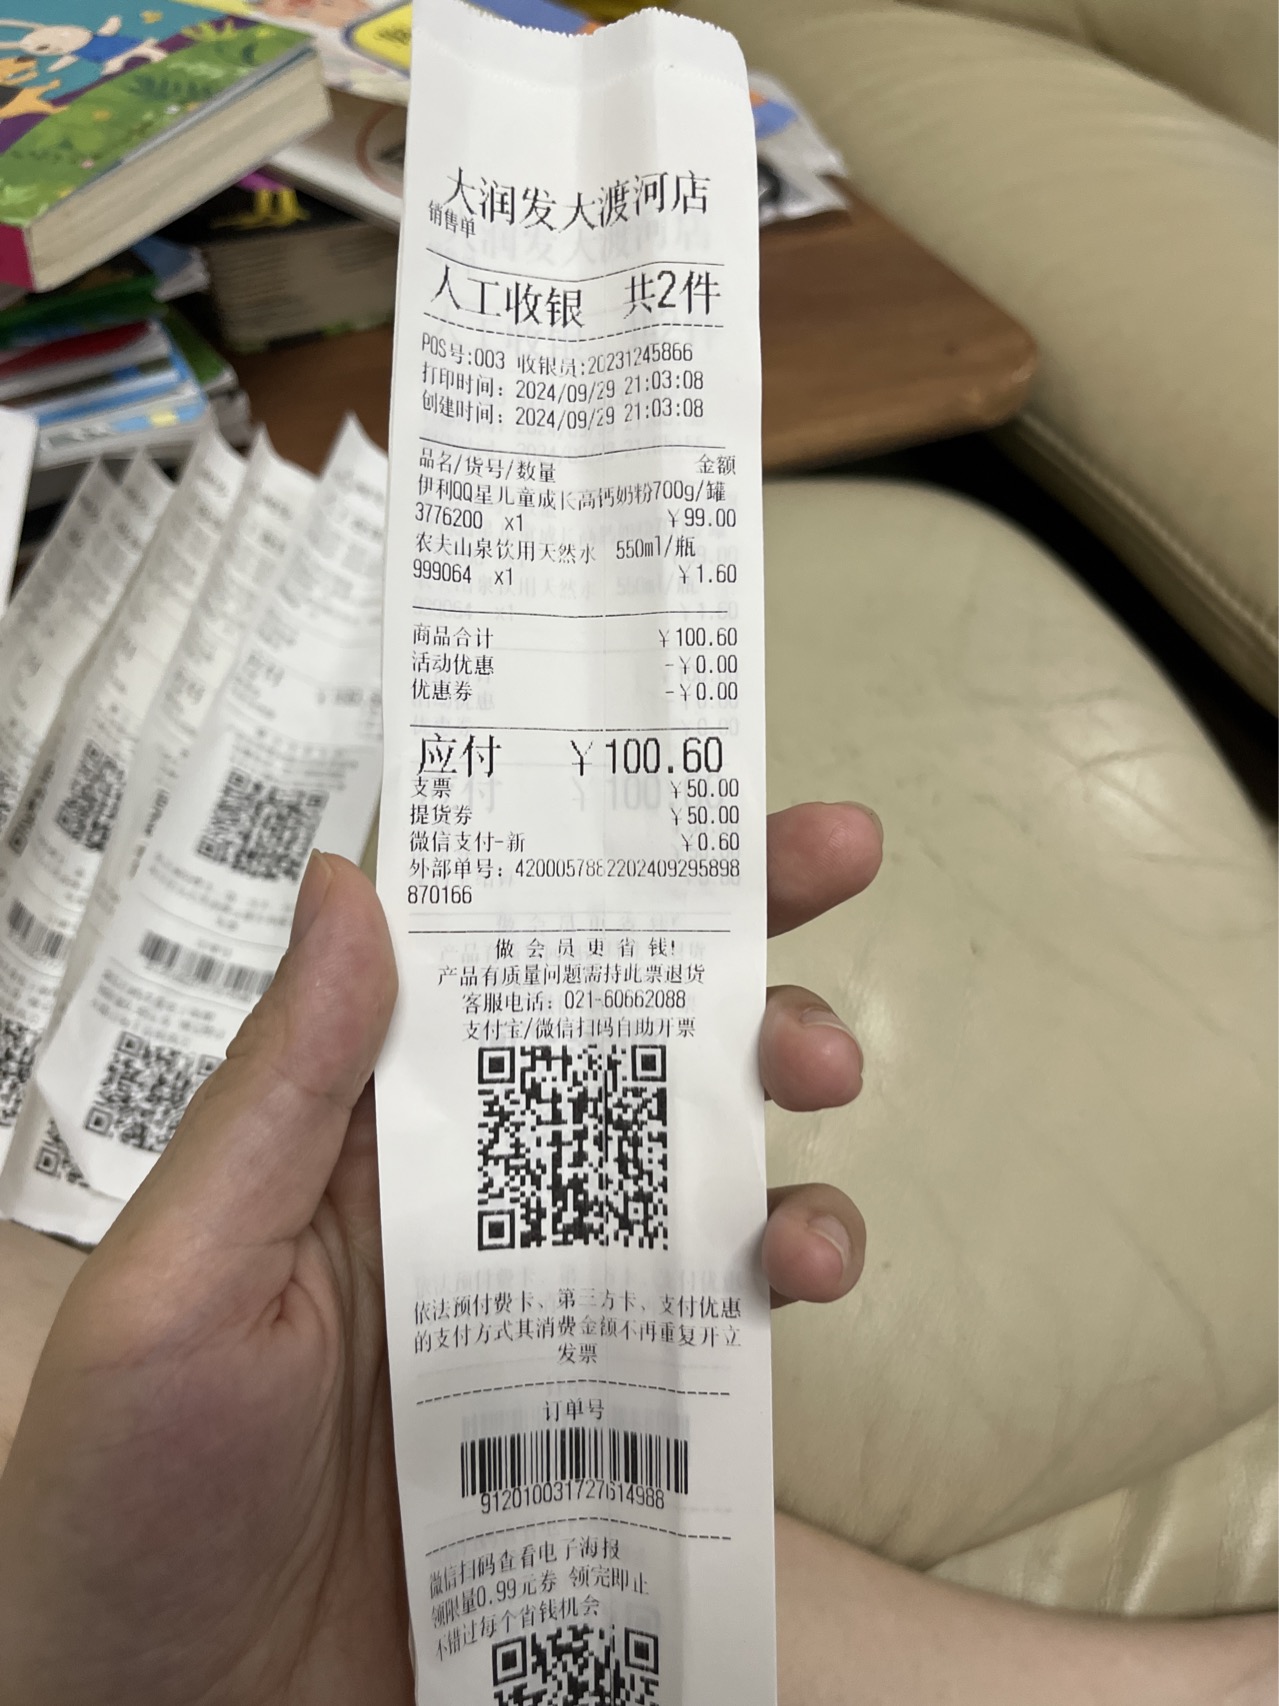 大润发大渡河店
销售单
人工收银 共2件
POS号:003 收银员:20231245866
打印时间: 2024/09/29 21:03:08
创建时间: 2024/09/29 21:03:08
品名/货号/数量 金额
伊利QQ星儿童成长高钙奶粉700g/罐
3776200 x1 ¥99.00
农夫山泉饮用天然水 550ml/瓶
999064 x1 ¥1.60
商品合计 ¥100.60
活动优惠 -¥0.00
优惠券 -¥0.00
应付 ¥100.60
支票 ¥50.00
提货券 ¥50.00
微信支付-新 ¥0.60
外部单号: 4200057882202409295898
870166
做 会 员 更 省 钱!
产品有质量问题需持此票退货
客服电话: 021-60662088
支付宝/微信扫码自助开票
依法预付费卡、第三方卡、支付优惠
的支付方式其消费金额不再重复开立
发票
订单号
912010031727614988
微信扫码查看电子海报
领限量0.99元券 领完即止
不错过每个省钱机会